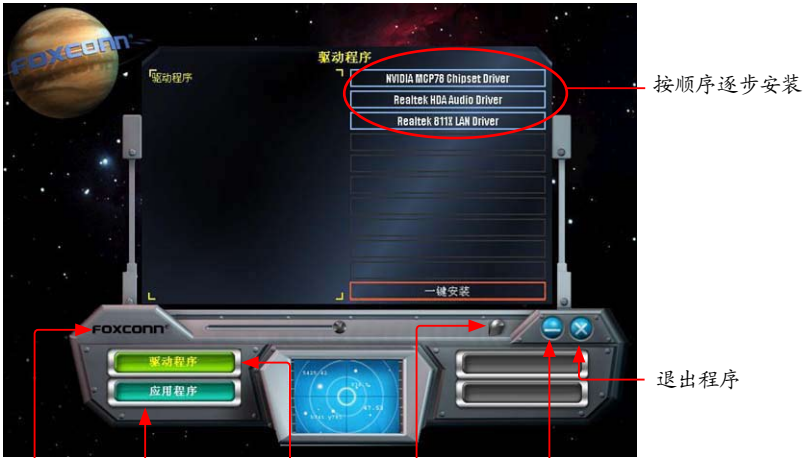 FOXCONN®
驱动程序
驱动程序
NVIDIA MCP78 Chipset Driver
Realtek HDA Audio Driver
Realtek 811X LAN Driver
按顺序逐步安装
一键安装
FOXCONN®
驱动程序
应用程序
退出程序